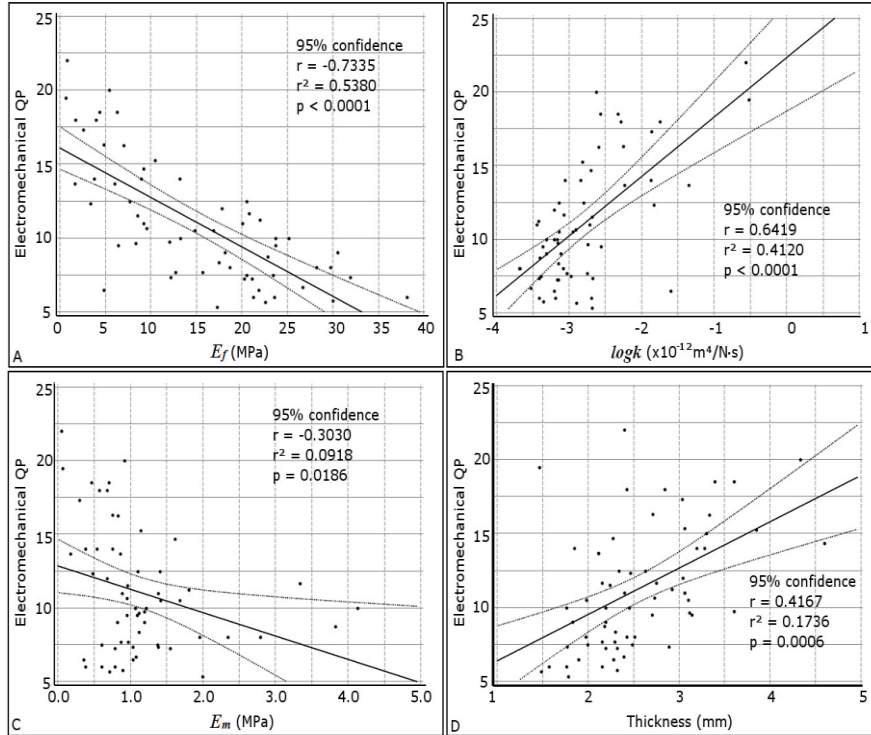 25
20
15
10
5
Electromechanical QP
95% confidence
r = -0.7335
r² = 0.5380
p < 0.0001
0 5 10 15 20 25 30 35 40
A
E_f (MPa)
25
20
15
10
5
Electromechanical QP
95% confidence
r = 0.6419
r² = 0.4120
p < 0.0001
-4 -3 -2 -1 0 1
B
logk (x10⁻¹²m⁴/N·s)
25
20
15
10
5
Electromechanical QP
95% confidence
r = -0.3030
r² = 0.0918
p = 0.0186
0.0 1.0 2.0 3.0 4.0 5.0
C
E_m (MPa)
25
20
15
10
5
Electromechanical QP
95% confidence
r = 0.4167
r² = 0.1736
p = 0.0006
1 2 3 4 5
D
Thickness (mm)